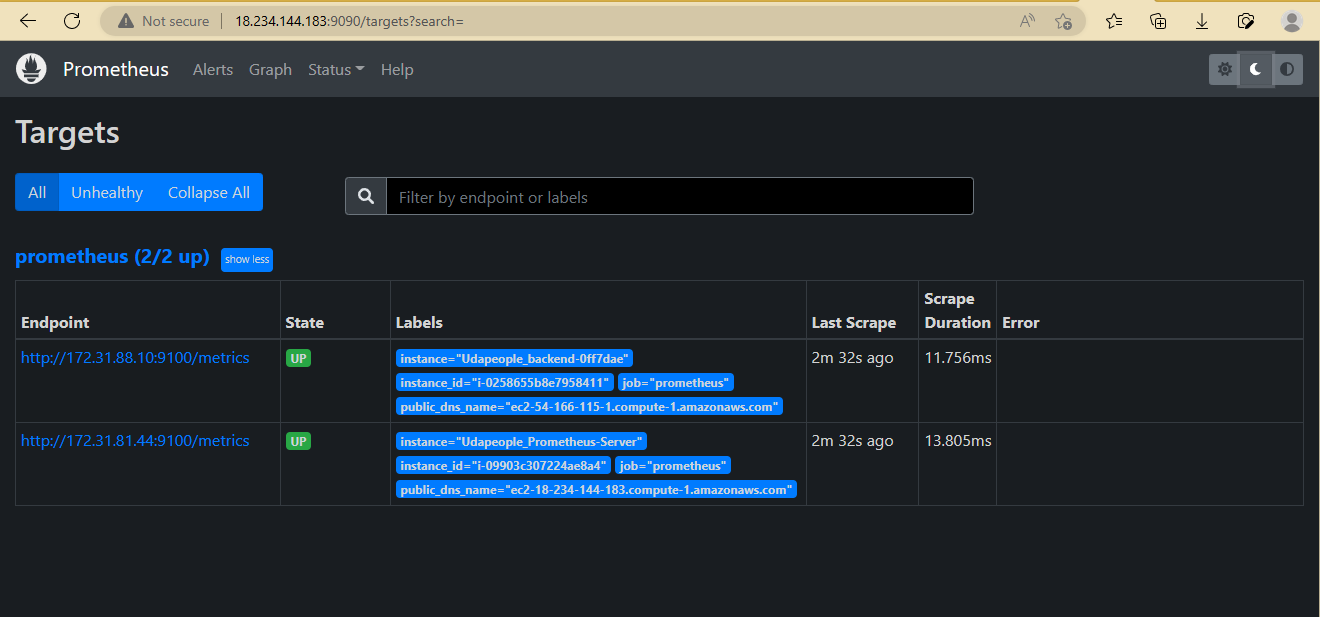 Not secure 18.234.144.183:9090/targets?search=
Prometheus Alerts Graph Status Help
Targets
All Unhealthy Collapse All Filter by endpoint or labels
prometheus (2/2 up) show less
Endpoint State Labels Last Scrape Scrape Duration Error
http://172.31.88.10:9100/metrics UP instance="Udapeople_backend-0ff7dae" 2m 32s ago 11.756ms
instance_id="i-0258655b8e7958411" job="prometheus"
public_dns_name="ec2-54-166-115-1.compute-1.amazonaws.com"
http://172.31.81.44:9100/metrics UP instance="Udapeople_Prometheus-Server" 2m 32s ago 13.805ms
instance_id="i-09903c307224ae8a4" job="prometheus"
public_dns_name="ec2-18-234-144-183.compute-1.amazonaws.com"